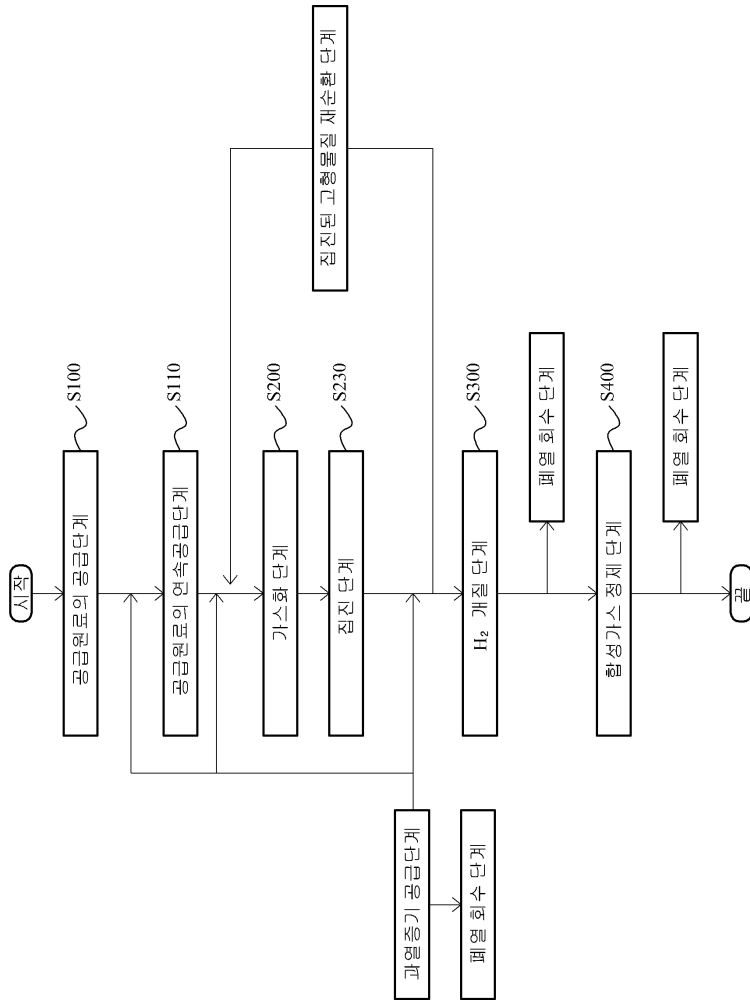 시작
공급원료의 공급단계
S100
공급원료의 연속공급단계
S110
가스화 단계
S200
집진 단계
S230
집진된 고형물질 재순환 단계
과열증기 공급단계
폐열 회수 단계
H₂ 개질 단계
S300
폐열 회수 단계
합성가스 정제 단계
S400
폐열 회수 단계
끝